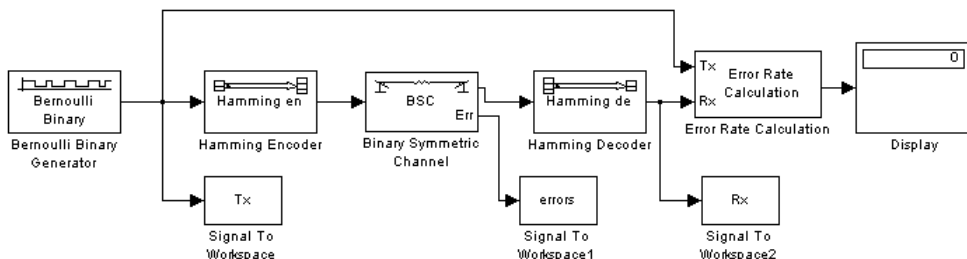 Bernoulli
Binary
Bernoulli Binary
Generator
Hamming en
Hamming Encoder
BSC
Err
Binary Symmetric
Channel
Hamming de
Hamming Decoder
Tx
Rx
Error Rate
Calculation
Error Rate Calculation
0
Display
Tx
Signal To
Workspace
errors
Signal To
Workspace1
Rx
Signal To
Workspace2